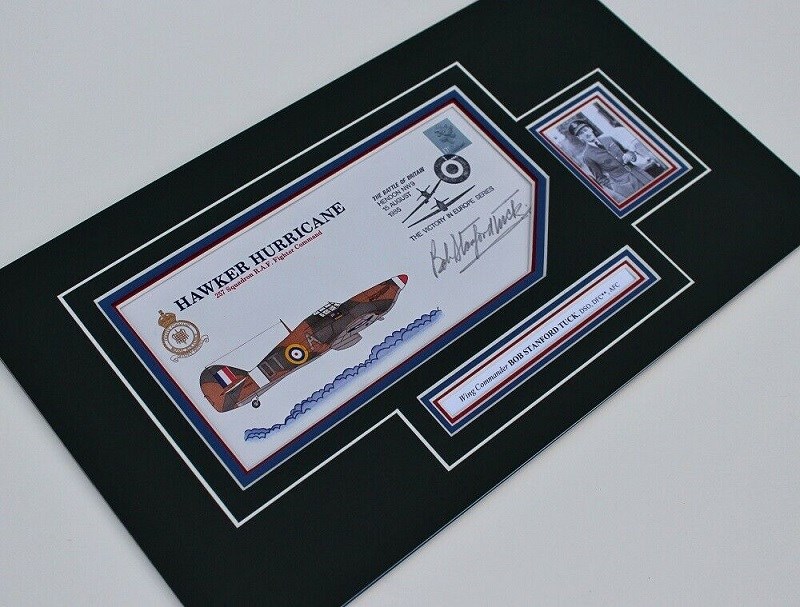 HAWKER HURRICANE
257 Squadron R.A.F. Fighter Command
THE BATTLE OF BRITAIN
HENDON NW9
15 AUGUST
1985
THE VICTORY IN EUROPE SERIES
Bob Stanford Tuck
Wing Commander BOB STANFORD TUCK, DSO, DFC**, AFC